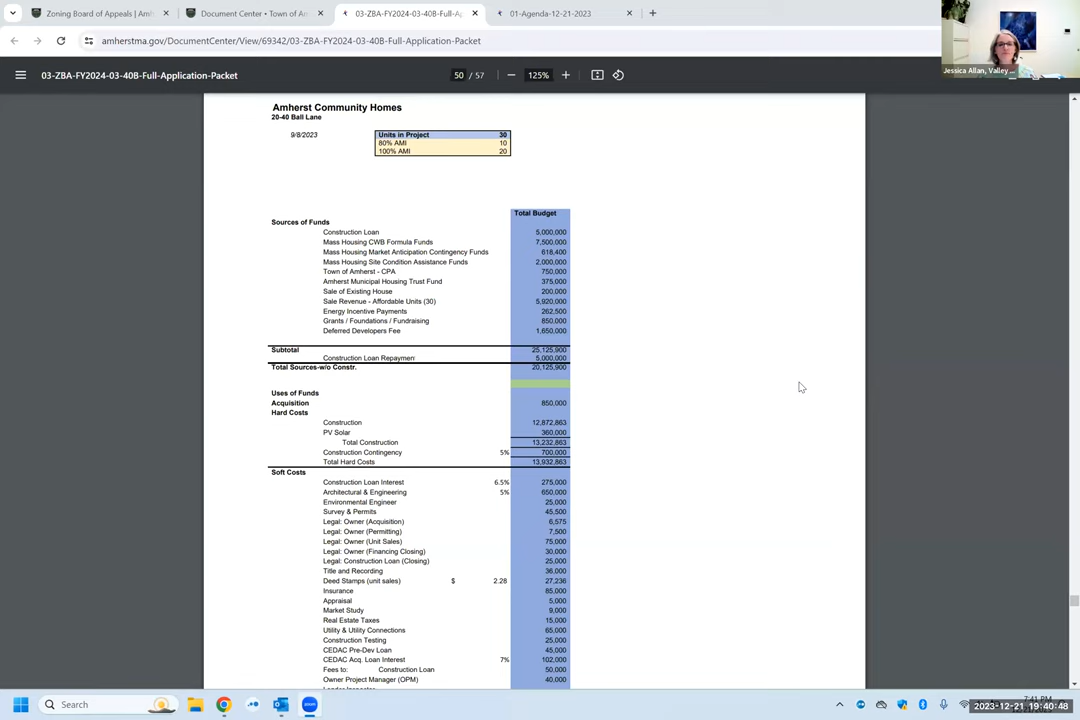 Zoning Board of Appeals | Amh
Document Center • Town of Am
03-ZBA-FY2024-03-40B-Full-Ap
01-Agenda-12-21-2023
amherstma.gov/DocumentCenter/View/69342/03-ZBA-FY2024-03-40B-Full-Application-Packet
Jessica Allan, Valley ...
03-ZBA-FY2024-03-40B-Full-Application-Packet
50 / 57
125%
Amherst Community Homes
20-40 Ball Lane
9/8/2023
Units in Project 30
80% AMI 10
100% AMI 20
Total Budget
Sources of Funds
Construction Loan 5,000,000
Mass Housing CWB Formula Funds 7,500,000
Mass Housing Market Anticipation Contingency Funds 618,400
Mass Housing Site Condition Assistance Funds 2,000,000
Town of Amherst - CPA 750,000
Amherst Municipal Housing Trust Fund 375,000
Sale of Existing House 200,000
Sale Revenue - Affordable Units (30) 5,920,000
Energy Incentive Payments 262,500
Grants / Foundations / Fundraising 850,000
Deferred Developers Fee 1,650,000
Subtotal 25,125,900
Construction Loan Repaymen 5,000,000
Total Sources-w/o Constr. 20,125,900
Uses of Funds
Acquisition 850,000
Hard Costs
Construction 12,872,863
PV Solar 360,000
Total Construction 13,232,863
Construction Contingency 5% 700,000
Total Hard Costs 13,932,863
Soft Costs
Construction Loan Interest 6.5% 275,000
Architectural & Engineering 5% 650,000
Environmental Engineer 25,000
Survey & Permits 45,500
Legal: Owner (Acquisition) 6,575
Legal: Owner (Permitting) 7,500
Legal: Owner (Unit Sales) 75,000
Legal: Owner (Financing Closing) 30,000
Legal: Construction Loan (Closing) 25,000
Title and Recording 36,000
Deed Stamps (unit sales) $ 2.28 27,236
Insurance 85,000
Appraisal 5,000
Market Study 9,000
Real Estate Taxes 15,000
Utility & Utility Connections 65,000
Construction Testing 25,000
CEDAC Pre-Dev Loan 45,000
CEDAC Acq. Loan Interest 7% 102,000
Fees to: Construction Loan 50,000
Owner Project Manager (OPM) 40,000
Search
2023-12-21 19:40:48